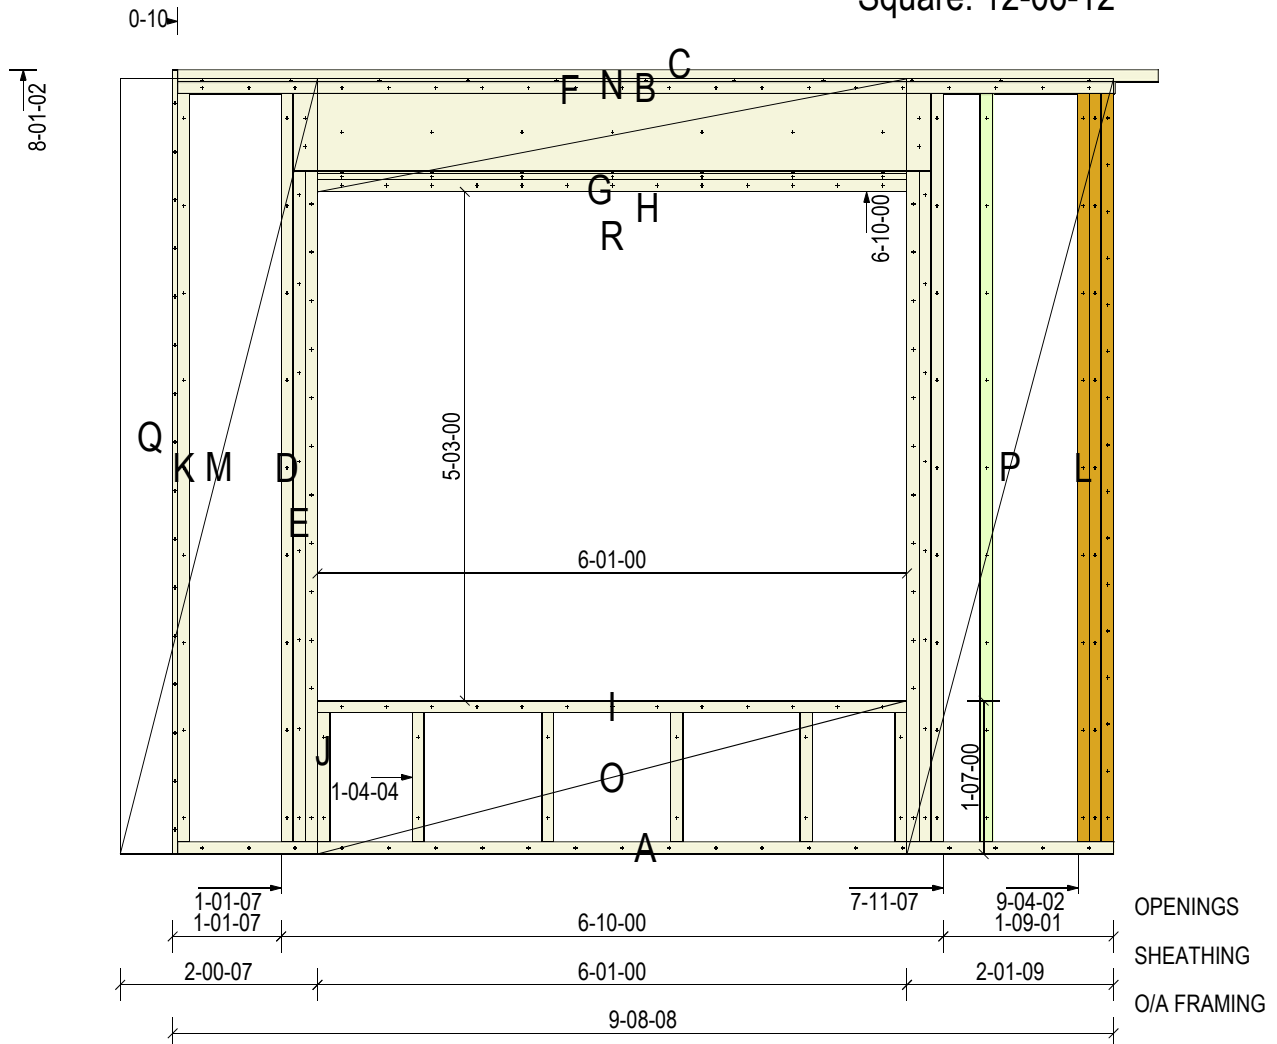 Square: 12-06-12
0-10
8-01-02
C
F N B
G
H
R
6-10-00
5-03-00
Q
K M D
P L
E
6-01-00
I
J
O
1-04-04
1-07-00
A
1-01-07 7-11-07 9-04-02
OPENINGS
1-01-07 6-10-00 1-09-01
SHEATHING
2-00-07 6-01-00 2-01-09
O/A FRAMING
9-08-08